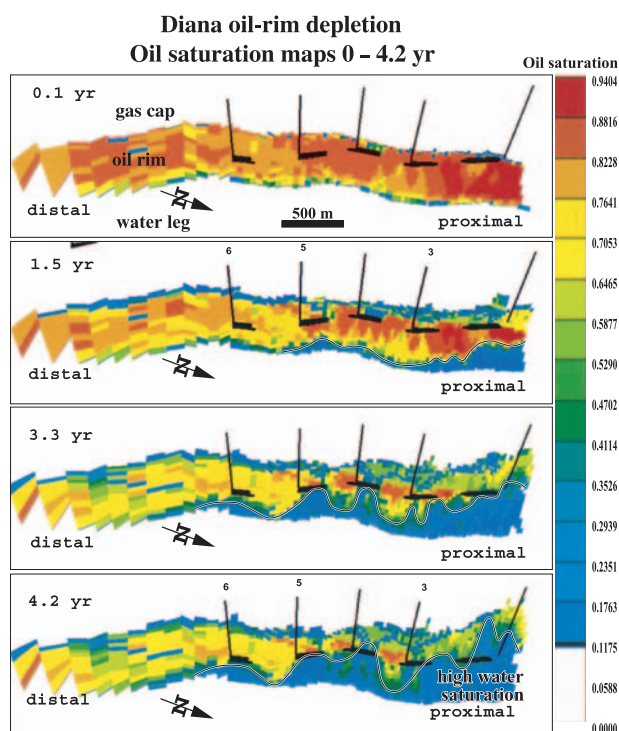 Diana oil-rim depletion
Oil saturation maps 0 – 4.2 yr
Oil saturation
0.1 yr
gas cap
oil rim
distal
N
water leg
500 m
proximal
1.5 yr
6
5
3
distal
N
proximal
3.3 yr
distal
N
proximal
4.2 yr
6
5
3
distal
N
high water
saturation
proximal
0.9404
0.8816
0.8228
0.7641
0.7053
0.6465
0.5877
0.5290
0.4702
0.4114
0.3526
0.2939
0.2351
0.1763
0.1175
0.0588
0.0000